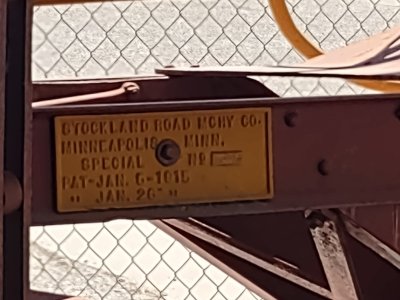 STOCKLAND ROAD MCHY CO.
MINNEAPOLIS MINN.
SPECIAL No
PAT-JAN. 6-1915
" JAN. 26 " "